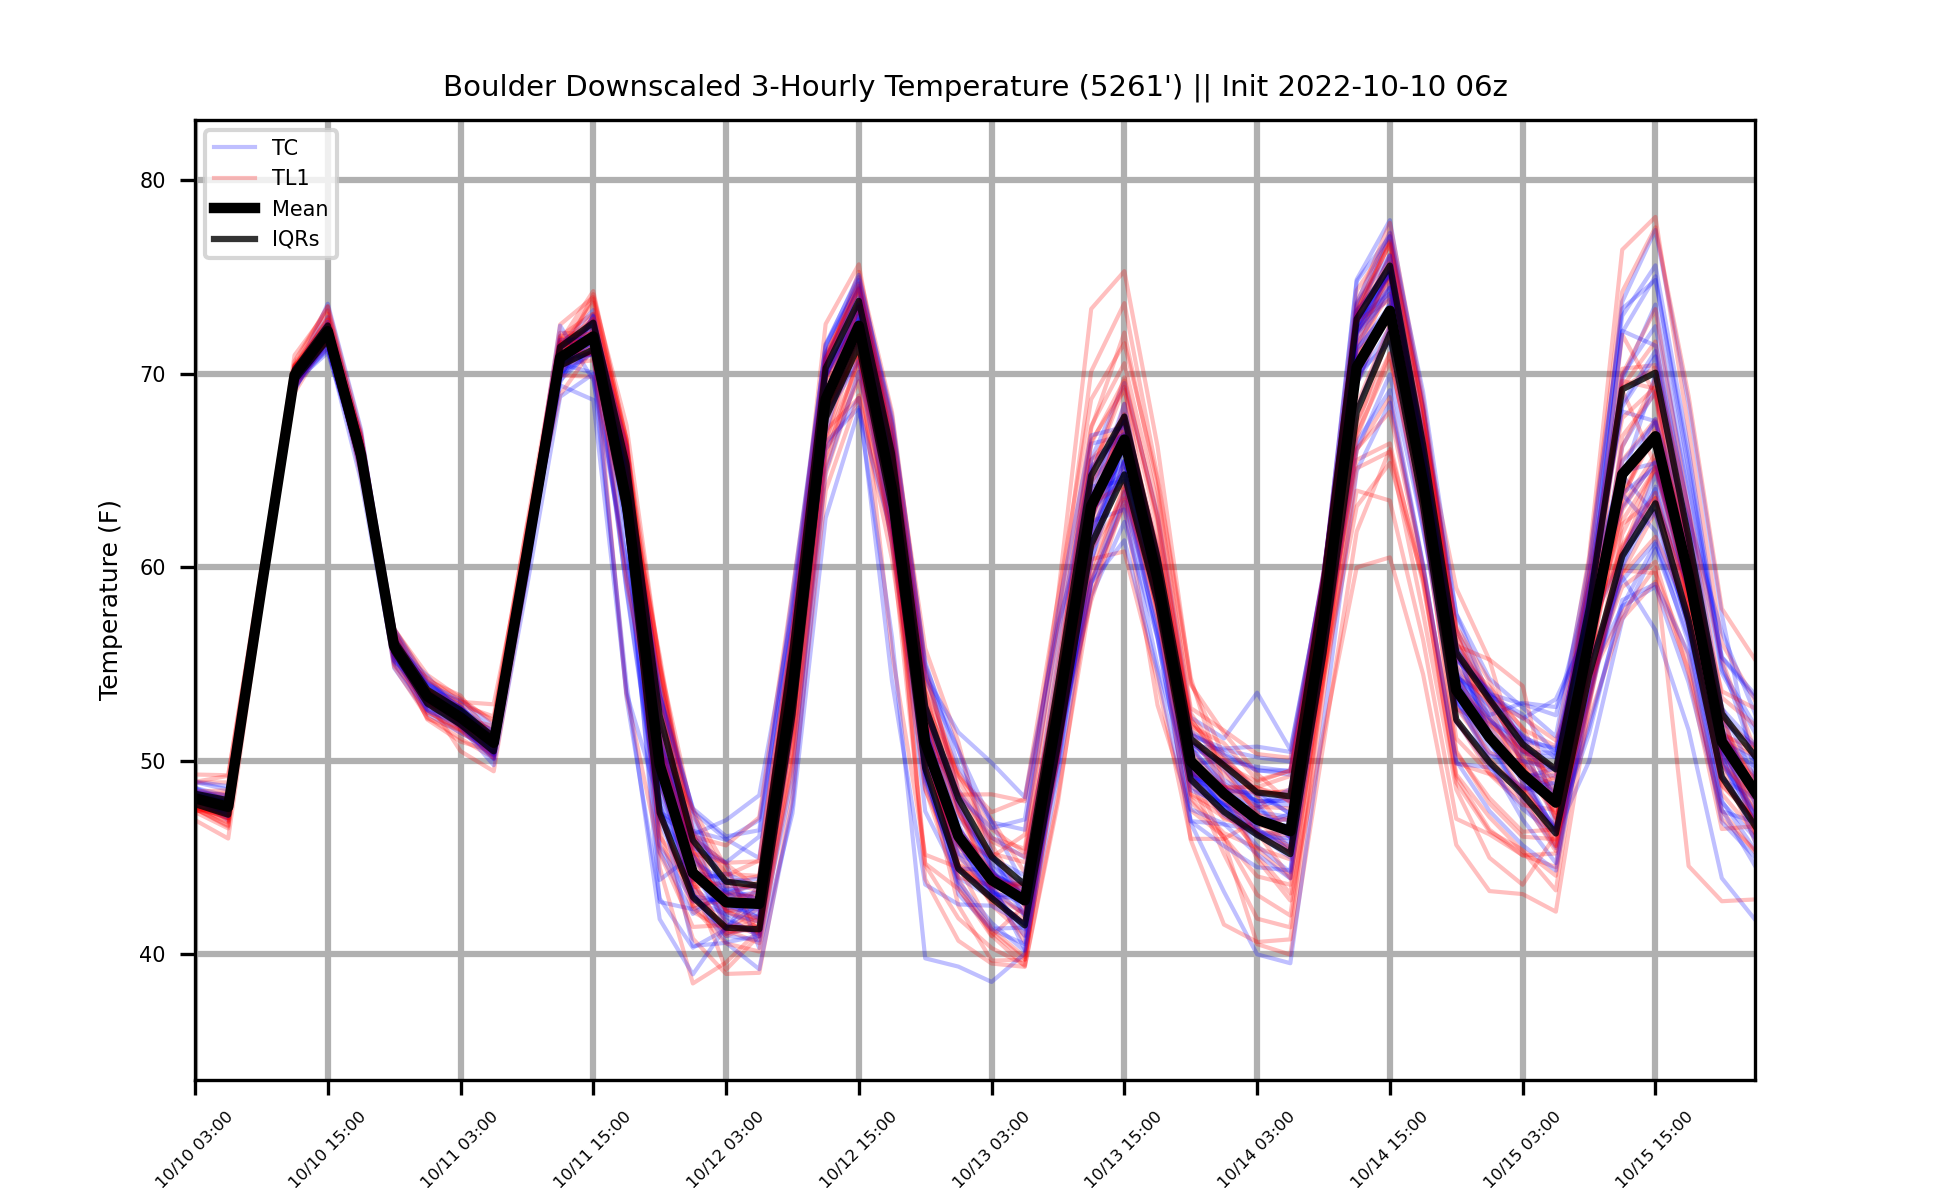 Boulder Downscaled 3-Hourly Temperature (5261') || Init 2022-10-10 06z
TC
TL1
Mean
IQRs
Temperature (F)
80
70
60
50
40
10/10 03:00
10/10 15:00
10/11 03:00
10/11 15:00
10/12 03:00
10/12 15:00
10/13 03:00
10/13 15:00
10/14 03:00
10/14 15:00
10/15 03:00
10/15 15:00